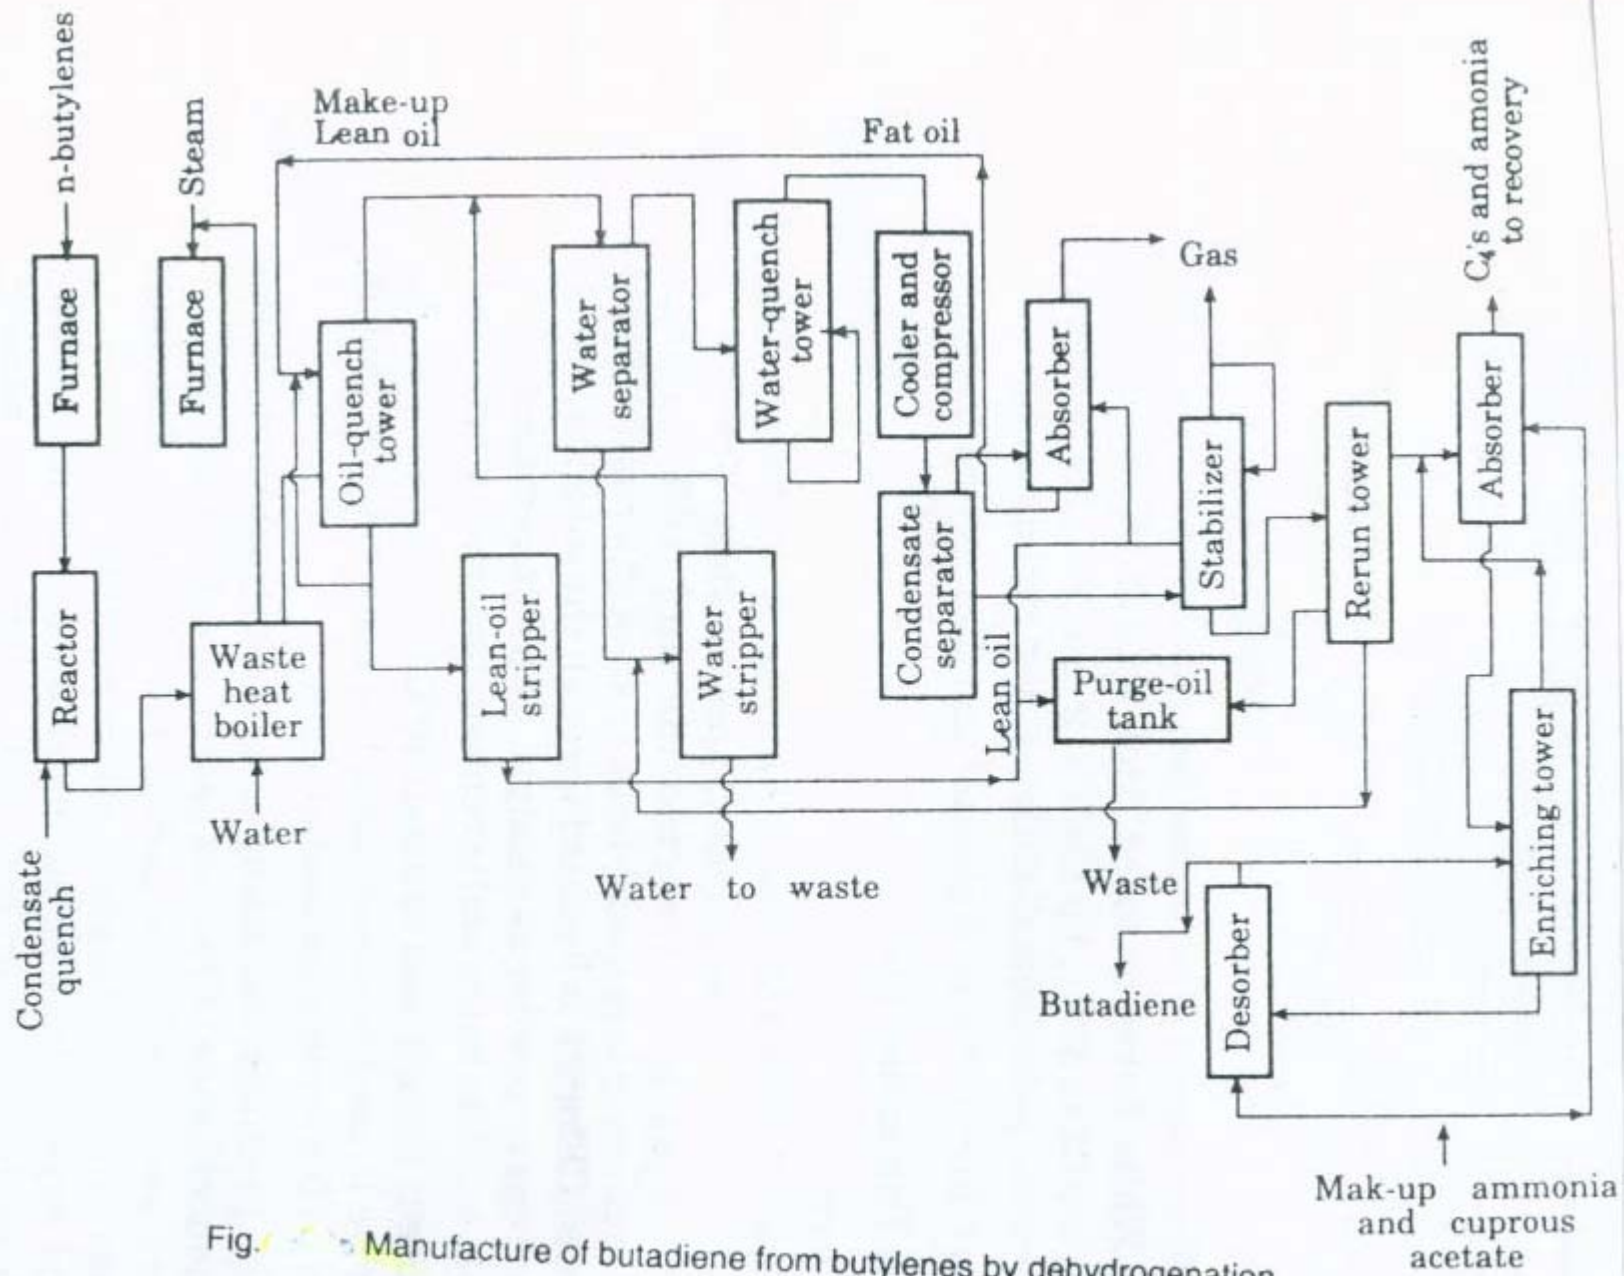 n-butylenes
Steam
Make-up
Lean oil
Fat oil
C4's and amonia
to recovery
Furnace
Furnace
Oil-quench
tower
Water
separator
Water-quench
tower
Cooler and
compressor
Absorber
Gas
Absorber
Reactor
Waste
heat
boiler
Lean-oil
stripper
Water
stripper
Condensate
separator
Lean oil
Stabilizer
Rerun tower
Purge-oil
tank
Enriching tower
Condensate
quench
Water
Water to waste
Waste
Butadiene
Desorber
Mak-up ammonia
and cuprous
acetate
Fig. Manufacture of butadiene from butylenes by dehydrogenation